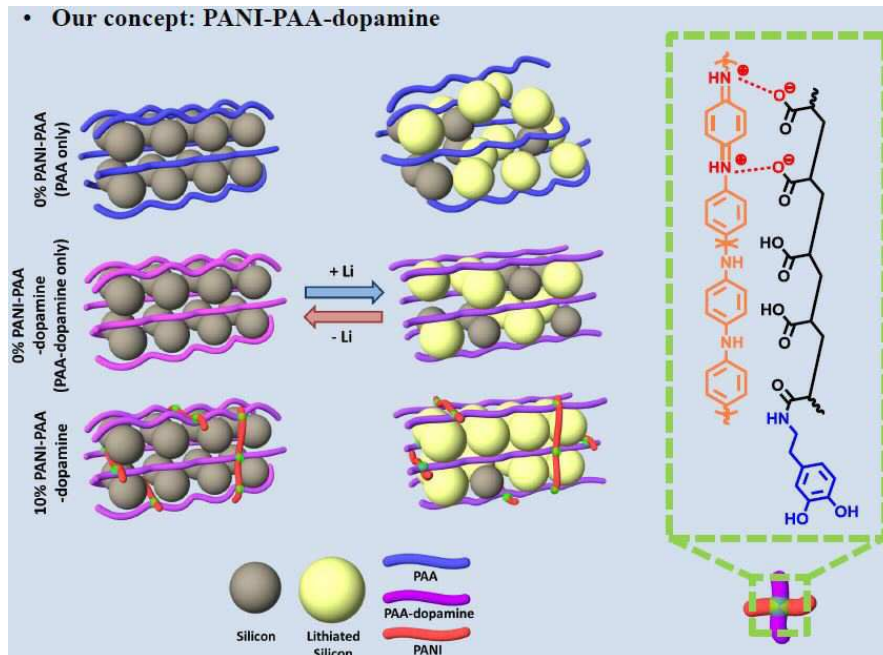 • Our concept: PANI-PAA-dopamine
0% PANI-PAA
(PAA only)
0% PANI-PAA
-dopamine
(PAA-dopamine only)
10% PANI-PAA
-dopamine
+ Li
- Li
Silicon
Lithiated
Silicon
PAA
PAA-dopamine
PANI
HN
⊕
⊖
O
O
HN
⊕
⊖
O
O
HO
O
NH
HO
O
NH
O
HN
HO
OH